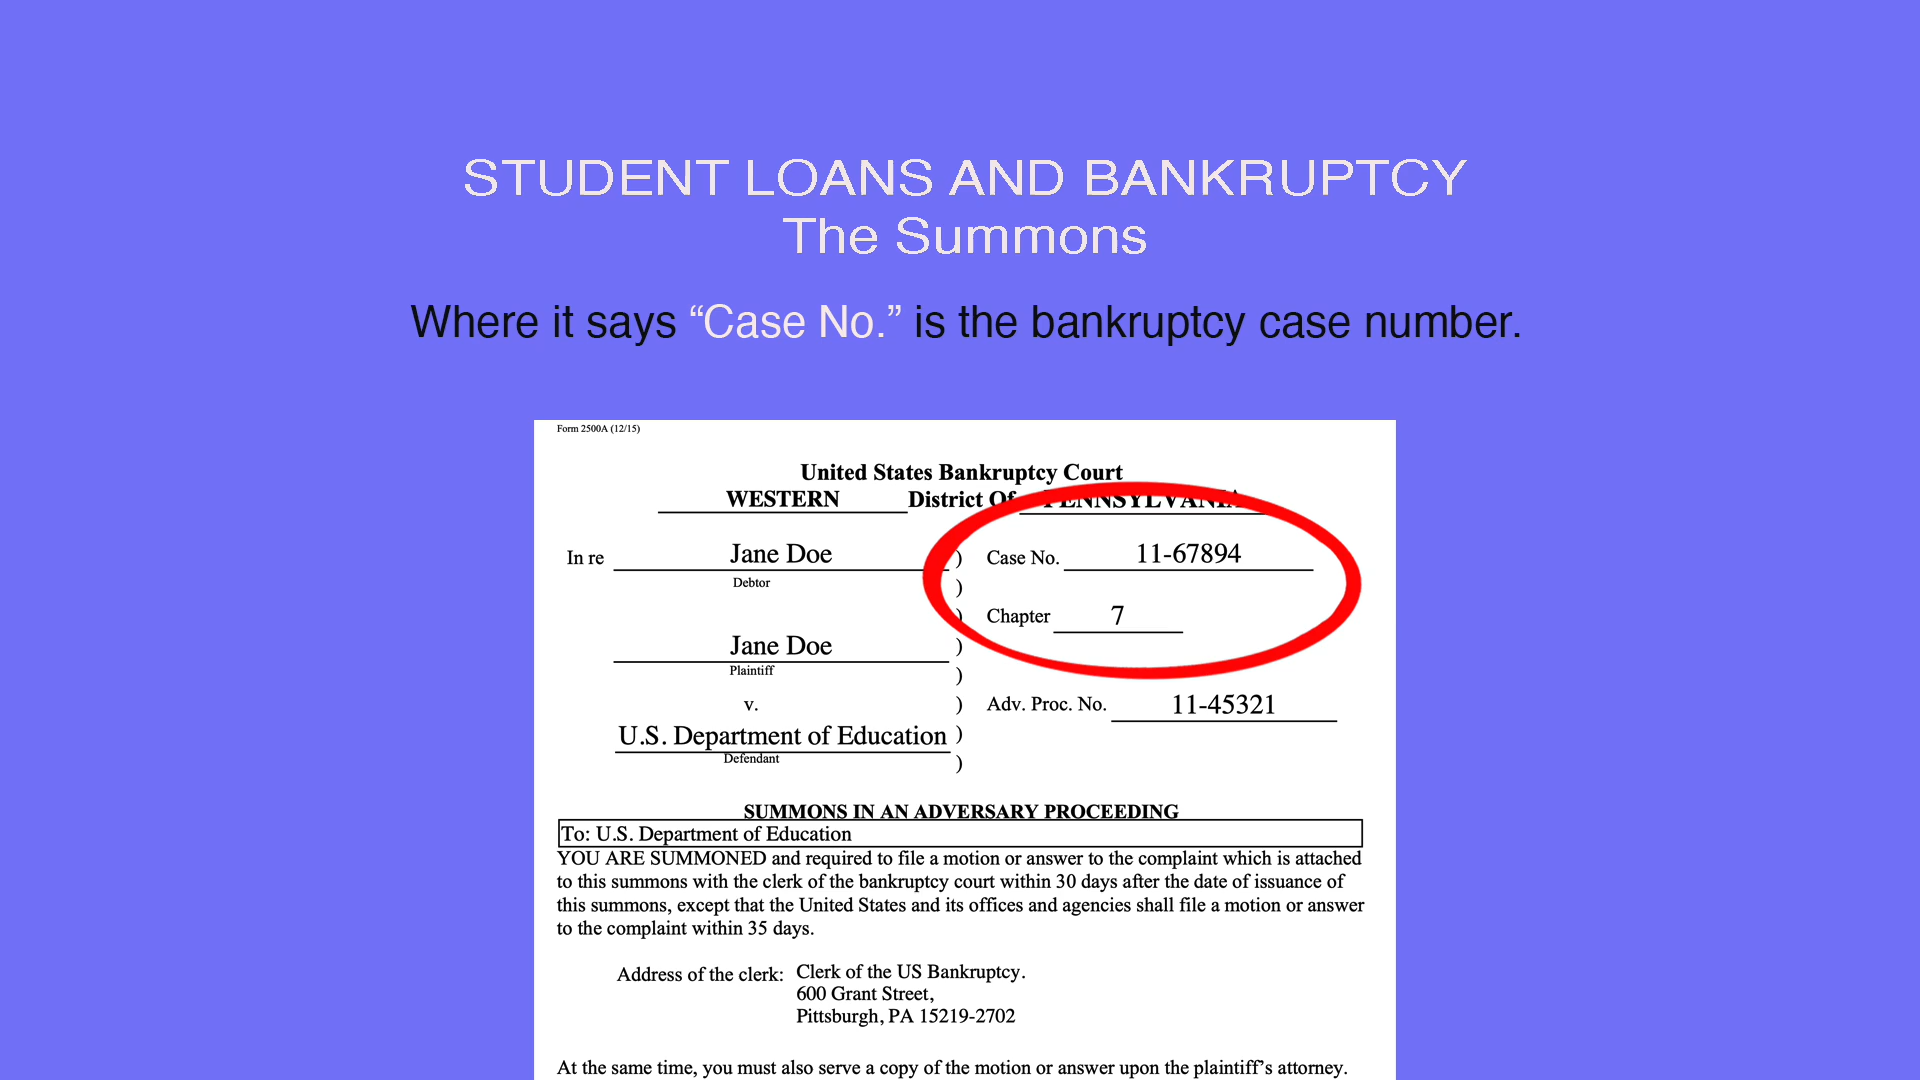 STUDENT LOANS AND BANKRUPTCY
The Summons
Where it says “Case No.” is the bankruptcy case number.
Form 2500A (12/15)
United States Bankruptcy Court
WESTERN District Of PENNSYLVANIA
In re Jane Doe ) Case No. 11-67894
Debtor )
) Chapter 7
Jane Doe )
Plaintiff )
v. ) Adv. Proc. No. 11-45321
U.S. Department of Education )
Defendant )
SUMMONS IN AN ADVERSARY PROCEEDING
To: U.S. Department of Education
YOU ARE SUMMONED and required to file a motion or answer to the complaint which is attached
to this summons with the clerk of the bankruptcy court within 30 days after the date of issuance of
this summons, except that the United States and its offices and agencies shall file a motion or answer
to the complaint within 35 days.
Address of the clerk: Clerk of the US Bankruptcy.
600 Grant Street,
Pittsburgh, PA 15219-2702
At the same time, you must also serve a copy of the motion or answer upon the plaintiff’s attorney.